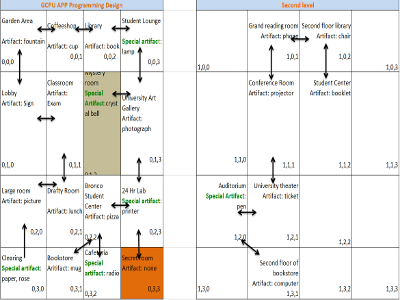 GCFU APP Programming Design
Second level
Garden Area
Artifact: fountain
0,0,0
Coffeeshop
Artifact: cup
0,0,1
Library
Artifact: book
0,0,2
Student Lounge
Special artifact:
lamp
0,0,3
Lobby
Artifact: Sign
0,1,0
Classroom
Artifact:
Exam
0,1,1
Mystery
room
Special
Artifact:cryst
al ball
University Art
Gallery
Artifact:
photograph
0,1,3
Large room
Artifact: picture
0,2,0
Drafty Room
Artifact: lunch
0,2,1
Bronco
Student
Center
Artifact: pizza
0,2,2
24 Hr Lab
Special Artifact:
printer
0,2,3
Clearing
Special artifact:
paper, rose
0,3,0
Bookstore
Artifact: mug
0,3,1
Cafeteria
Special
artifact: radio
0,3,2
Secret room
Artifact: none
0,3,3
1,0,0
Grand reading room
Artifact: phone
1,0,1
Second floor library
Artifact: chair
1,0,2
1,0,3
1,1,0
Conference Room
Artifact: projector
1,1,1
Student Center
Artifact: booklet
1,1,2
1,1,3
Auditorium
Special Artifact:
pen
1,2,0
University theater
Artifact: ticket
1,2,1
1,2,2
1,2,3
1,3,0
Second floor of
bookstore
Artifact: computer
1,3,1
1,3,2
1,3,3